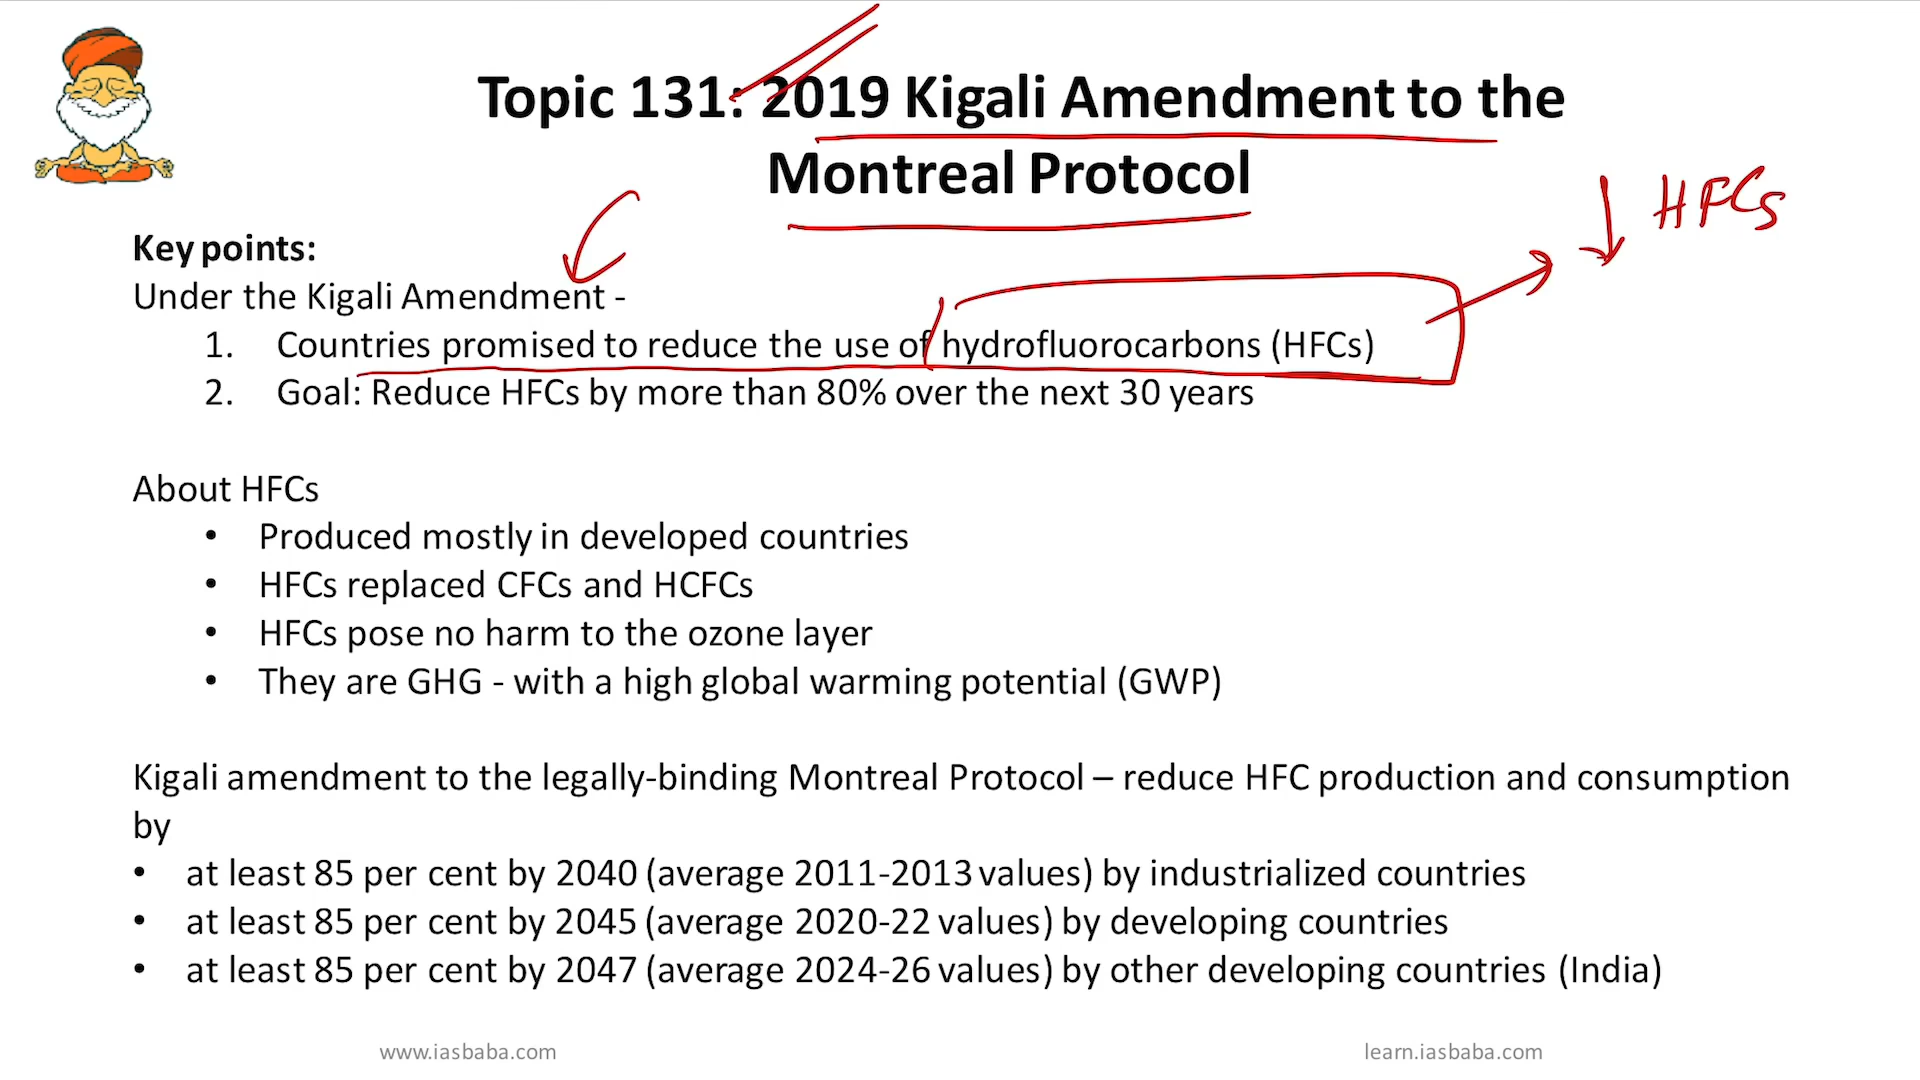 Topic 131: 2019 Kigali Amendment to the
Montreal Protocol
HFCs
Key points:
Under the Kigali Amendment -
1. Countries promised to reduce the use of hydrofluorocarbons (HFCs)
2. Goal: Reduce HFCs by more than 80% over the next 30 years
About HFCs
• Produced mostly in developed countries
• HFCs replaced CFCs and HCFCs
• HFCs pose no harm to the ozone layer
• They are GHG - with a high global warming potential (GWP)
Kigali amendment to the legally-binding Montreal Protocol – reduce HFC production and consumption
by
• at least 85 per cent by 2040 (average 2011-2013 values) by industrialized countries
• at least 85 per cent by 2045 (average 2020-22 values) by developing countries
• at least 85 per cent by 2047 (average 2024-26 values) by other developing countries (India)
www.iasbaba.com
learn.iasbaba.com